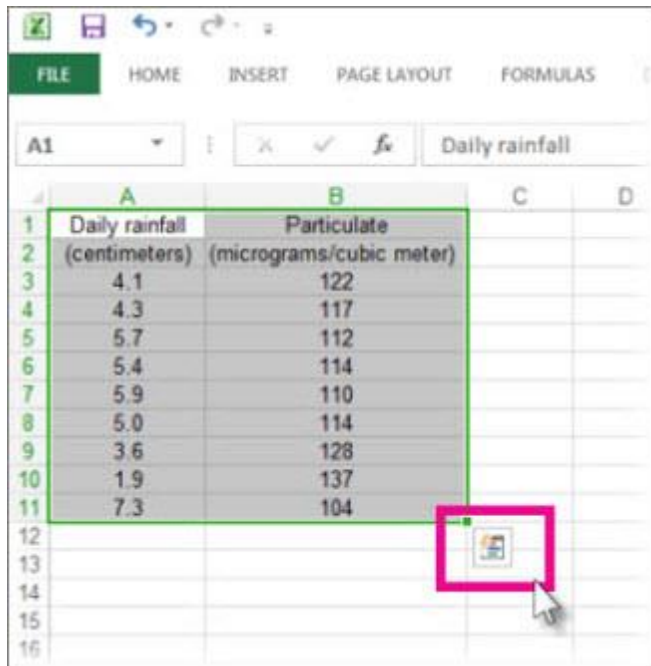 FILE HOME INSERT PAGE LAYOUT FORMULAS
A1 fx Daily rainfall
A B C D
1 Daily rainfall Particulate
2 (centimeters) (micrograms/cubic meter)
3 4.1 122
4 4.3 117
5 5.7 112
6 5.4 114
7 5.9 110
8 5.0 114
9 3.6 128
10 1.9 137
11 7.3 104
12
13
14
15
16